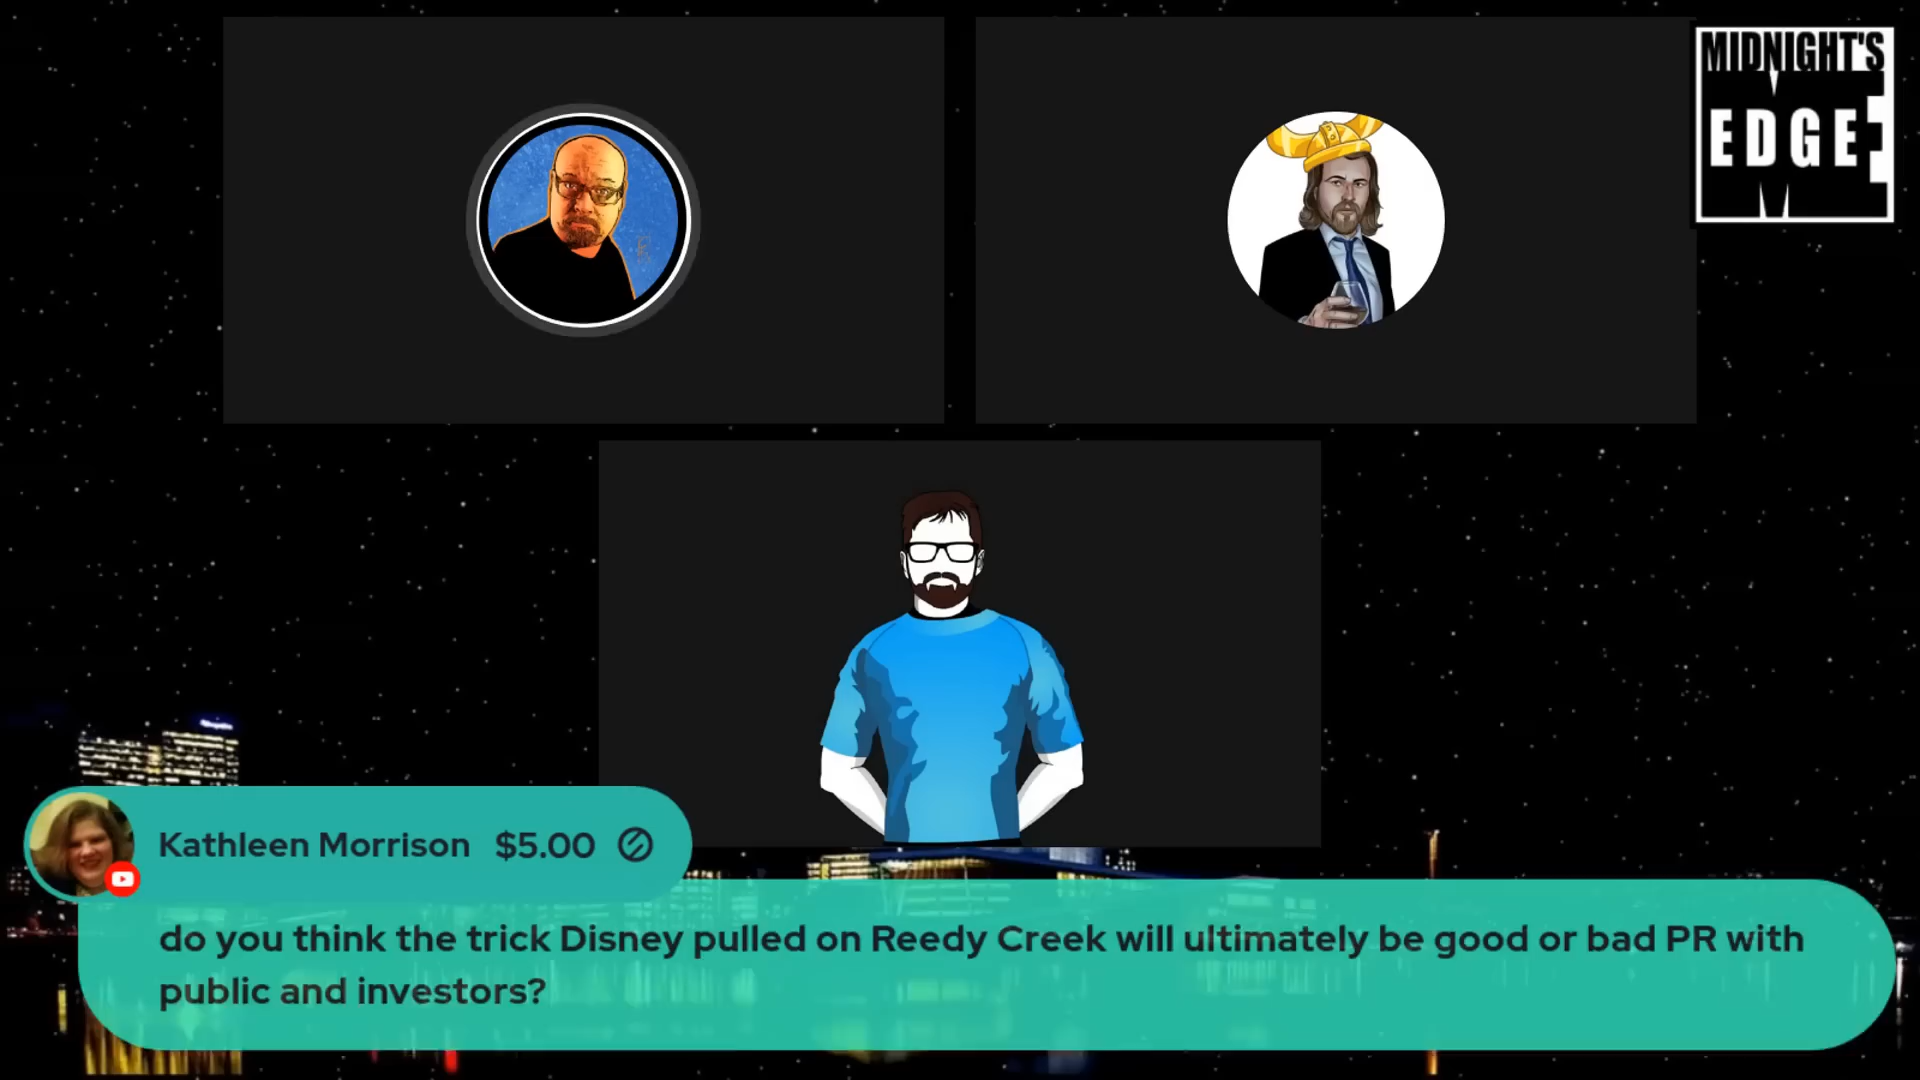 MIDNIGHT'S
EDGE
Kathleen Morrison $5.00
do you think the trick Disney pulled on Reedy Creek will ultimately be good or bad PR with
public and investors?